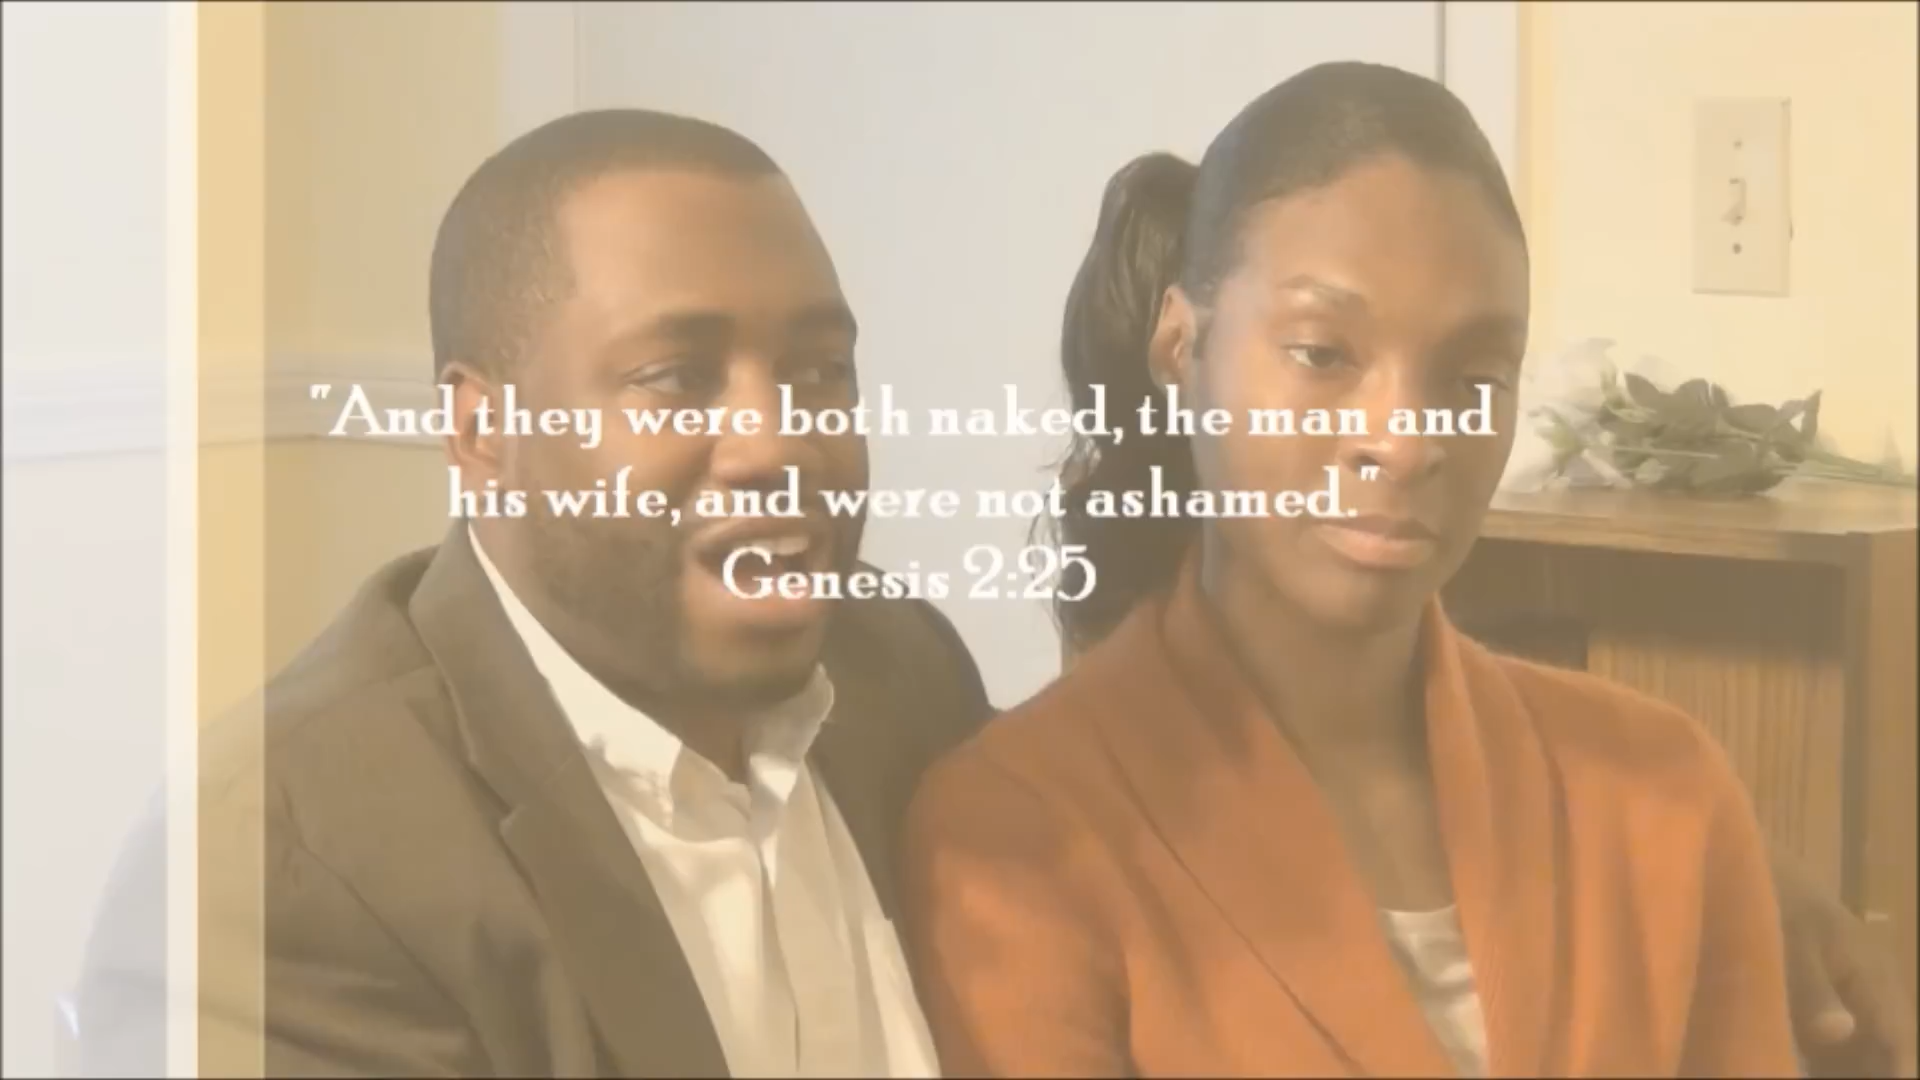 "And they were both naked, the man and
his wife, and were not ashamed."
Genesis 2:25